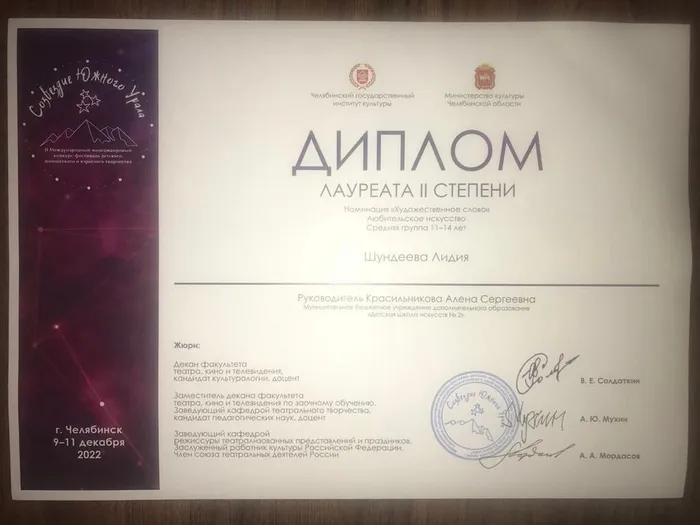 Созвездие Южного Урала
II Международный многожанровый
конкурс-фестиваль детского,
юношеского и взрослого творчества
г. Челябинск
9–11 декабря
2022
Челябинский государственный
институт культуры
Министерство культуры
Челябинской области
ДИПЛОМ
ЛАУРЕАТА II СТЕПЕНИ
Номинация «Художественное слово»
Любительское искусство
Средняя группа 11–14 лет
Шундеева Лидия
Руководитель Красильникова Алена Сергеевна
Муниципальное бюджетное учреждение дополнительного образования
«Детская школа искусств № 2»
Жюри:
Декан факультета
театра, кино и телевидения,
кандидат культурологии, доцент
В. Е. Солдаткин
Заместитель декана факультета
театра, кино и телевидения по заочному обучению.
Заведующий кафедрой театрального творчества,
кандидат педагогических наук, доцент
А. Ю. Мухин
Заведующий кафедрой
режиссуры театрализованных представлений и праздников.
Заслуженный работник культуры Российской Федерации.
Член союза театральных деятелей России
А. А. Мордасов
Созвездие Южного Урала